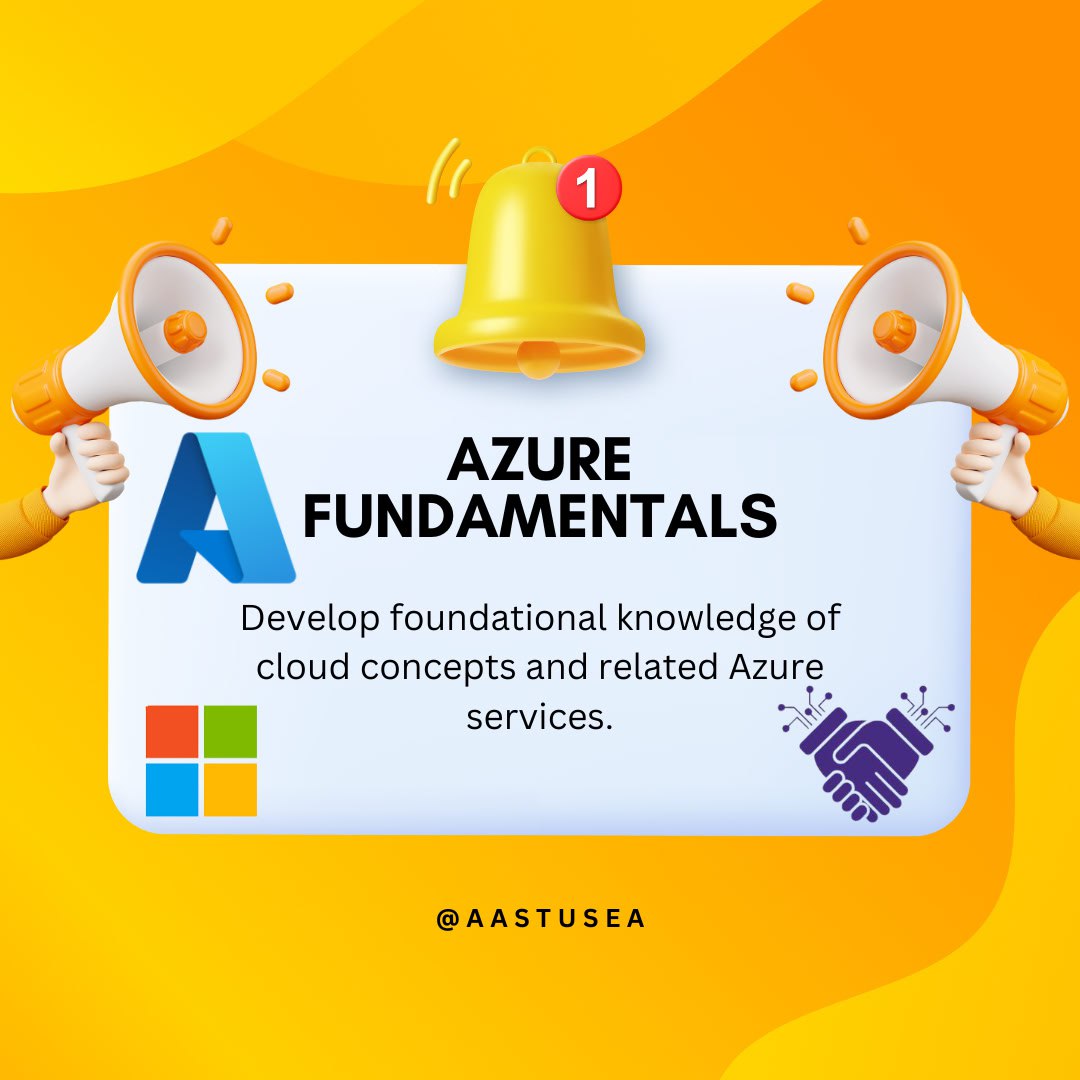 1
AZURE
FUNDAMENTALS
Develop foundational knowledge of
cloud concepts and related Azure
services.
@AASTUSEA